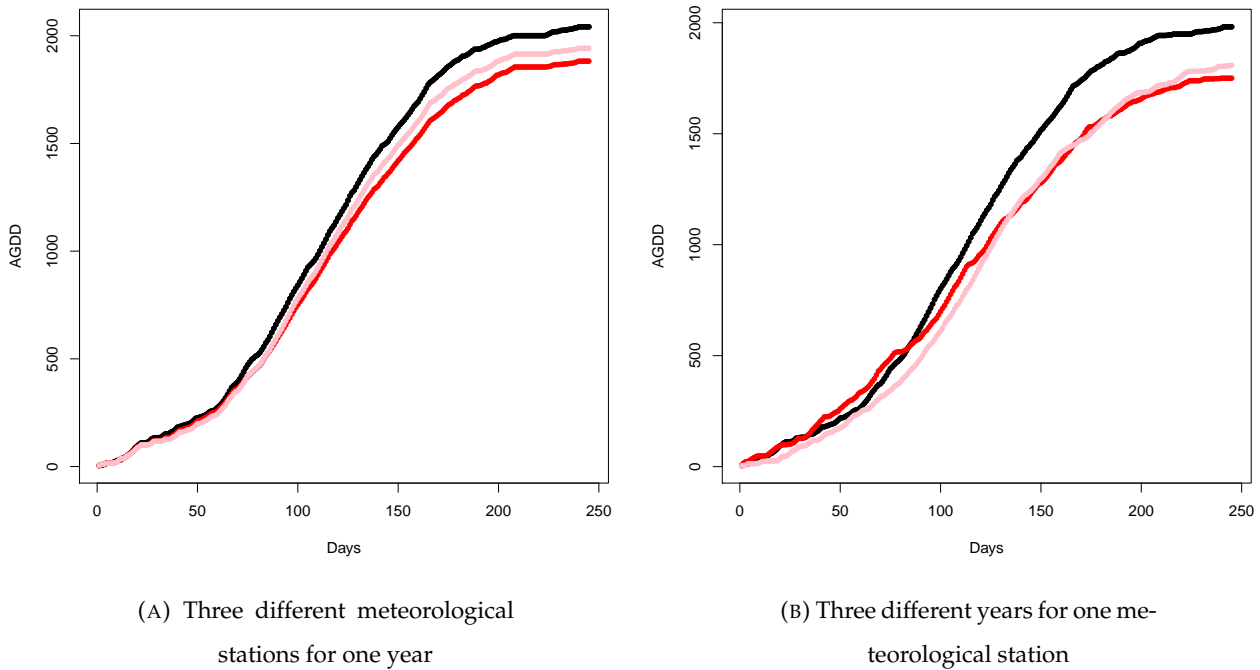 2000
1500
1000
500
0
AGDD
0 50 100 150 200 250
Days
(A) Three different meteorological
stations for one year
2000
1500
1000
500
0
AGDD
0 50 100 150 200 250
Days
(B) Three different years for one me-
teorological station